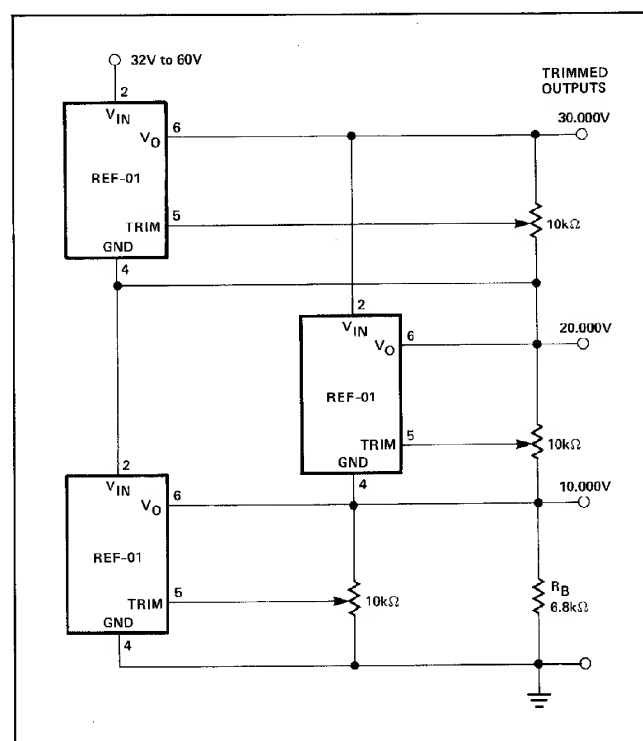 32V to 60V
TRIMMED
OUTPUTS
2
VIN
VO
6
30.000V
REF-01
TRIM
5
10kΩ
GND
4
2
VIN
VO
6
20.000V
REF-01
TRIM
5
10kΩ
GND
4
10.000V
2
VIN
VO
6
REF-01
TRIM
5
10kΩ
RB
6.8kΩ
GND
4